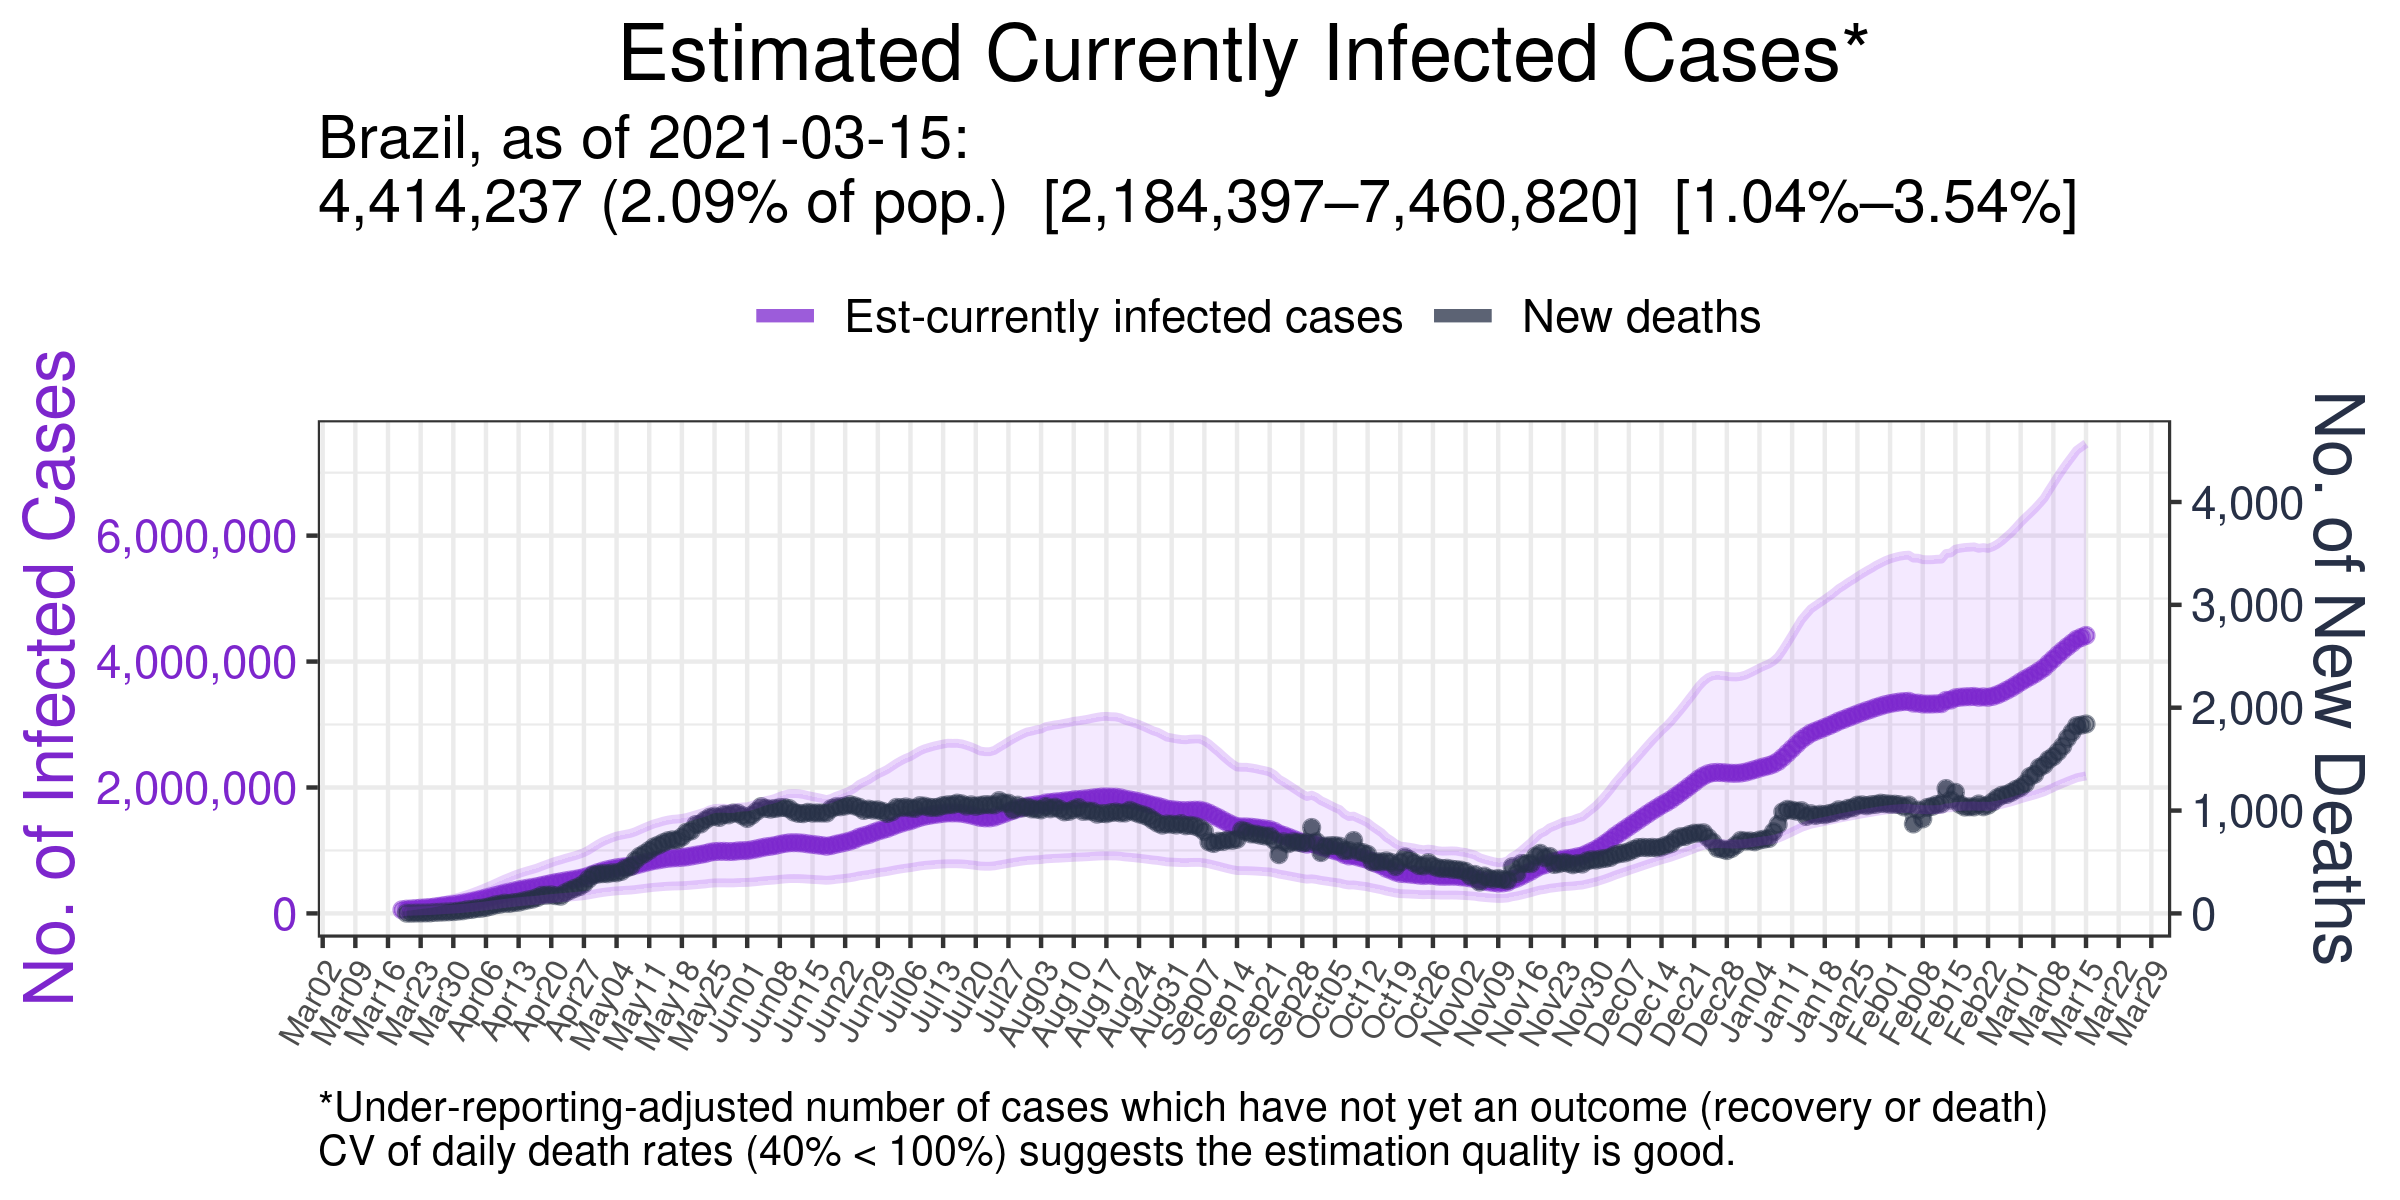 Estimated Currently Infected Cases*
Brazil, as of 2021-03-15:
4,414,237 (2.09% of pop.) [2,184,397–7,460,820] [1.04%–3.54%]
Est-currently infected cases
New deaths
No. of Infected Cases
6,000,000
4,000,000
2,000,000
0
No. of New Deaths
4,000
3,000
2,000
1,000
0
Mar02
Mar09
Mar16
Mar23
Mar30
Apr06
Apr13
Apr20
Apr27
May04
May11
May18
May25
Jun01
Jun08
Jun15
Jun22
Jun29
Jul06
Jul13
Jul20
Jul27
Aug03
Aug10
Aug17
Aug24
Aug31
Sep07
Sep14
Sep21
Sep28
Oct05
Oct12
Oct19
Oct26
Nov02
Nov09
Nov16
Nov23
Nov30
Dec07
Dec14
Dec21
Dec28
Jan04
Jan11
Jan18
Jan25
Feb01
Feb08
Feb15
Feb22
Mar01
Mar08
Mar15
Mar22
Mar29
*Under-reporting-adjusted number of cases which have not yet an outcome (recovery or death)
CV of daily death rates (40% < 100%) suggests the estimation quality is good.